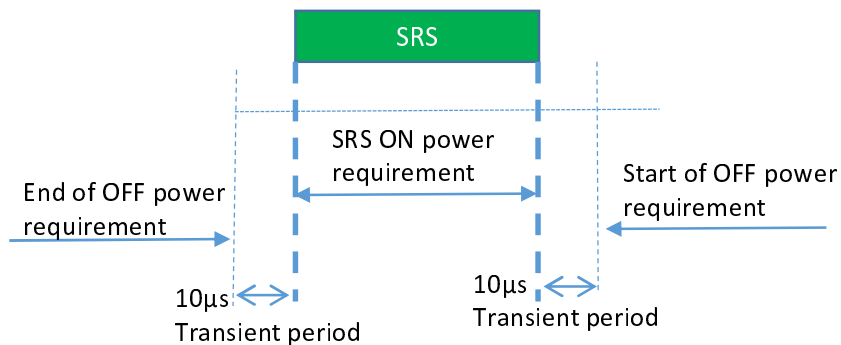 SRS
SRS ON power
requirement
End of OFF power
requirement
Start of OFF power
requirement
10µs
Transient period
10µs
Transient period